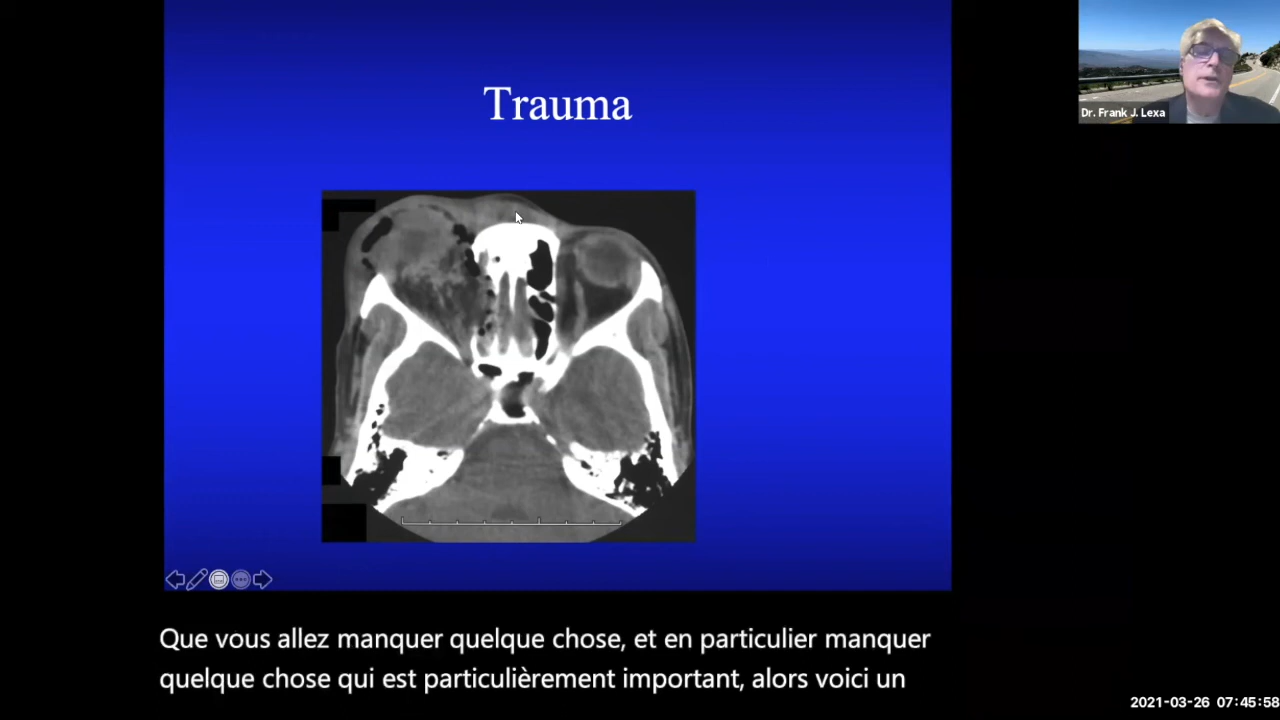 Trauma
Dr. Frank J. Lexa
Que vous allez manquer quelque chose, et en particulier manquer
quelque chose qui est particulièrement important, alors voici un
2021-03-26 07:45:58